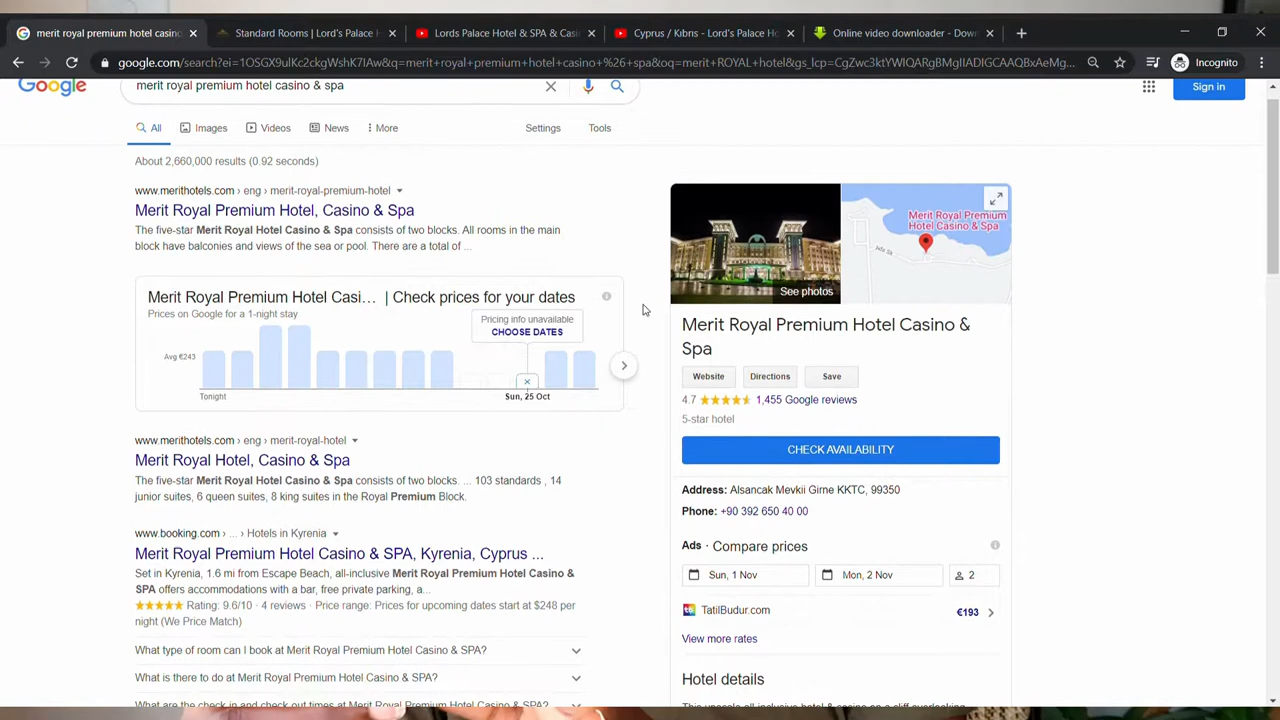 merit royal premium hotel casino
Standard Rooms | Lord's Palace
Lords Palace Hotel & SPA & Casi
Cyprus / Kıbrıs - Lord's Palace Ho
Online video downloader - Down
Incognito
Google
merit royal premium hotel casino & spa
Sign in
All
Images
Videos
News
More
Settings
Tools
About 2,660,000 results (0.92 seconds)
www.merithotels.com › eng › merit-royal-premium-hotel
Merit Royal Premium Hotel, Casino & Spa
The five-star Merit Royal Hotel Casino & Spa consists of two blocks. All rooms in the main
block have balconies and views of the sea or pool. There are a total of ...
Merit Royal Premium Hotel Casi... | Check prices for your dates
Prices on Google for a 1-night stay
Pricing info unavailable
CHOOSE DATES
Avg €243
Tonight
Sun, 25 Oct
www.merithotels.com › eng › merit-royal-hotel
Merit Royal Hotel, Casino & Spa
The five-star Merit Royal Hotel Casino & Spa consists of two blocks. ... 103 standards , 14
junior suites, 6 queen suites, 8 king suites in the Royal Premium Block.
www.booking.com › ... › Hotels in Kyrenia
Merit Royal Premium Hotel Casino & SPA, Kyrenia, Cyprus ...
Set in Kyrenia, 1.6 mi from Escape Beach, all-inclusive Merit Royal Premium Hotel Casino &
SPA offers accommodations with a bar, free private parking, a...
Rating: 9.6/10 · 4 reviews · Price range: Prices for upcoming dates start at $248 per
night (We Price Match)
What type of room can I book at Merit Royal Premium Hotel Casino & SPA?
What is there to do at Merit Royal Premium Hotel Casino & SPA?
What are the check in and check out times at Merit Royal Premium Hotel Casino & SPA?
See photos
Merit Royal Premium
Hotel Casino & Spa
Merit Royal Premium Hotel Casino &
Spa
Website
Directions
Save
4.7
1,455 Google reviews
5-star hotel
CHECK AVAILABILITY
Address: Alsancak Mevkii Girne KKTC, 99350
Phone: +90 392 650 40 00
Ads · Compare prices
Sun, 1 Nov
Mon, 2 Nov
2
TatilBudur.com
€193
View more rates
Hotel details